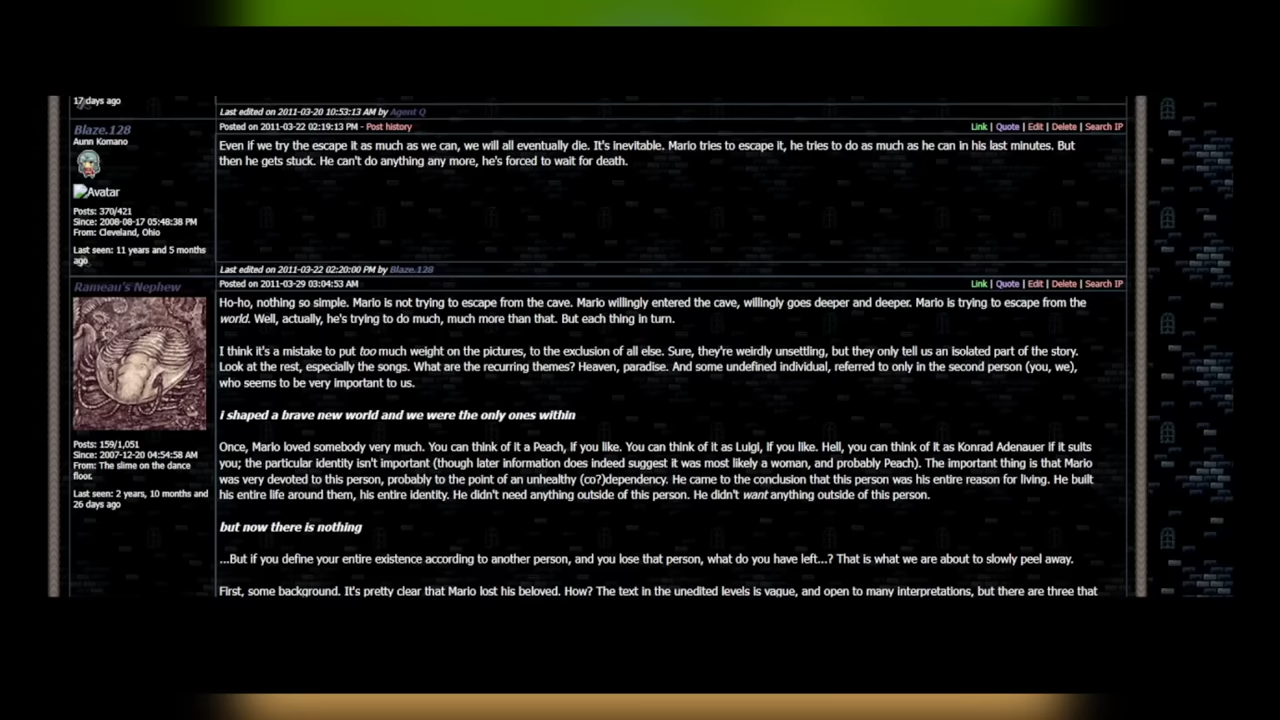 17 days ago
Last edited on 2011-03-20 10:53:13 AM by Agent Q
Blaze.128
Aunn Komano
Avatar
Posts: 370/421
Since: 2008-08-17 05:48:38 PM
From: Cleveland, Ohio
Last seen: 11 years and 5 months
ago
Posted on 2011-03-22 02:19:13 PM - Post history
Link | Quote | Edit | Delete | Search IP
Even if we try the escape it as much as we can, we will all eventually die. It's inevitable. Mario tries to escape it, he tries to do as much as he can in his last minutes. But
then he gets stuck. He can't do anything any more, he's forced to wait for death.
Last edited on 2011-03-22 02:20:00 PM by Blaze.128
Rameau's Nephew
Posts: 159/1,051
Since: 2007-12-20 04:54:58 AM
From: The slime on the dance
floor.
Last seen: 2 years, 10 months and
26 days ago
Posted on 2011-03-29 03:04:53 AM
Link | Quote | Edit | Delete | Search IP
Ho-ho, nothing so simple. Mario is not trying to escape from the cave. Mario willingly entered the cave, willingly goes deeper and deeper. Mario is trying to escape from the
world. Well, actually, he's trying to do much, much more than that. But each thing in turn.
I think it's a mistake to put too much weight on the pictures, to the exclusion of all else. Sure, they're weirdly unsettling, but they only tell us an isolated part of the story.
Look at the rest, especially the songs. What are the recurring themes? Heaven, paradise. And some undefined individual, referred to only in the second person (you, we),
who seems to be very important to us.
i shaped a brave new world and we were the only ones within
Once, Mario loved somebody very much. You can think of it a Peach, if you like. You can think of it as Luigi, if you like. Hell, you can think of it as Konrad Adenauer if it suits
you; the particular identity isn't important (though later information does indeed suggest it was most likely a woman, and probably Peach). The important thing is that Mario
was very devoted to this person, probably to the point of an unhealthy (co?)dependency. He came to the conclusion that this person was his entire reason for living. He built
his entire life around them, his entire identity. He didn't need anything outside of this person. He didn't want anything outside of this person.
but now there is nothing
...But if you define your entire existence according to another person, and you lose that person, what do you have left...? That is what we are about to slowly peel away.
First, some background. It's pretty clear that Mario lost his beloved. How? The text in the unedited levels is vague, and open to many interpretations, but there are three that